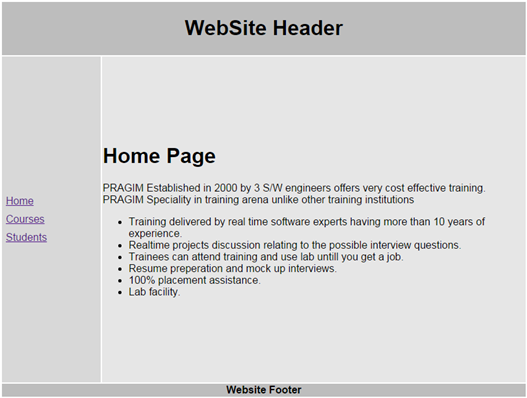 WebSite Header
Home
Courses
Students
Home Page
PRAGIM Established in 2000 by 3 S/W engineers offers very cost effective training.
PRAGIM Speciality in training arena unlike other training institutions
Training delivered by real time software experts having more than 10 years of
experience.
Realtime projects discussion relating to the possible interview questions.
Trainees can attend training and use lab untill you get a job.
Resume preperation and mock up interviews.
100% placement assistance.
Lab facility.
Website Footer